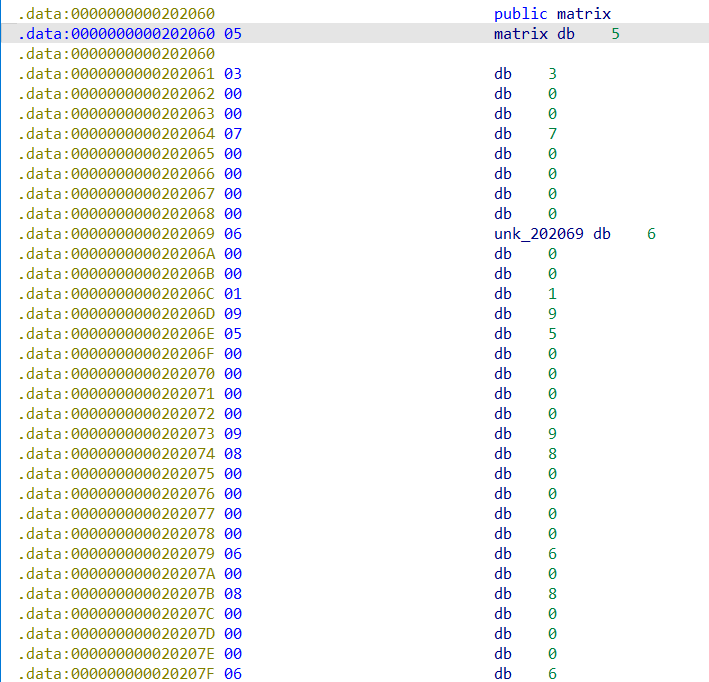 .data:0000000000202060 public matrix
.data:0000000000202060 05 matrix db 5
.data:0000000000202060
.data:0000000000202061 03 db 3
.data:0000000000202062 00 db 0
.data:0000000000202063 00 db 0
.data:0000000000202064 07 db 7
.data:0000000000202065 00 db 0
.data:0000000000202066 00 db 0
.data:0000000000202067 00 db 0
.data:0000000000202068 00 db 0
.data:0000000000202069 06 unk_202069 db 6
.data:000000000020206A 00 db 0
.data:000000000020206B 00 db 0
.data:000000000020206C 01 db 1
.data:000000000020206D 09 db 9
.data:000000000020206E 05 db 5
.data:000000000020206F 00 db 0
.data:0000000000202070 00 db 0
.data:0000000000202071 00 db 0
.data:0000000000202072 00 db 0
.data:0000000000202073 09 db 9
.data:0000000000202074 08 db 8
.data:0000000000202075 00 db 0
.data:0000000000202076 00 db 0
.data:0000000000202077 00 db 0
.data:0000000000202078 00 db 0
.data:0000000000202079 06 db 6
.data:000000000020207A 00 db 0
.data:000000000020207B 08 db 8
.data:000000000020207C 00 db 0
.data:000000000020207D 00 db 0
.data:000000000020207E 00 db 0
.data:000000000020207F 06 db 6